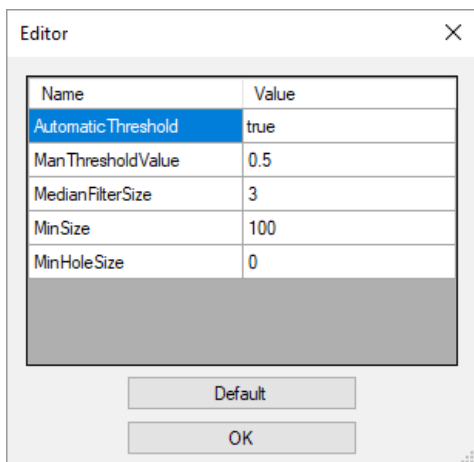 Editor
Name Value
AutomaticThreshold true
ManThresholdValue 0.5
MedianFilterSize 3
MinSize 100
MinHoleSize 0
Default
OK